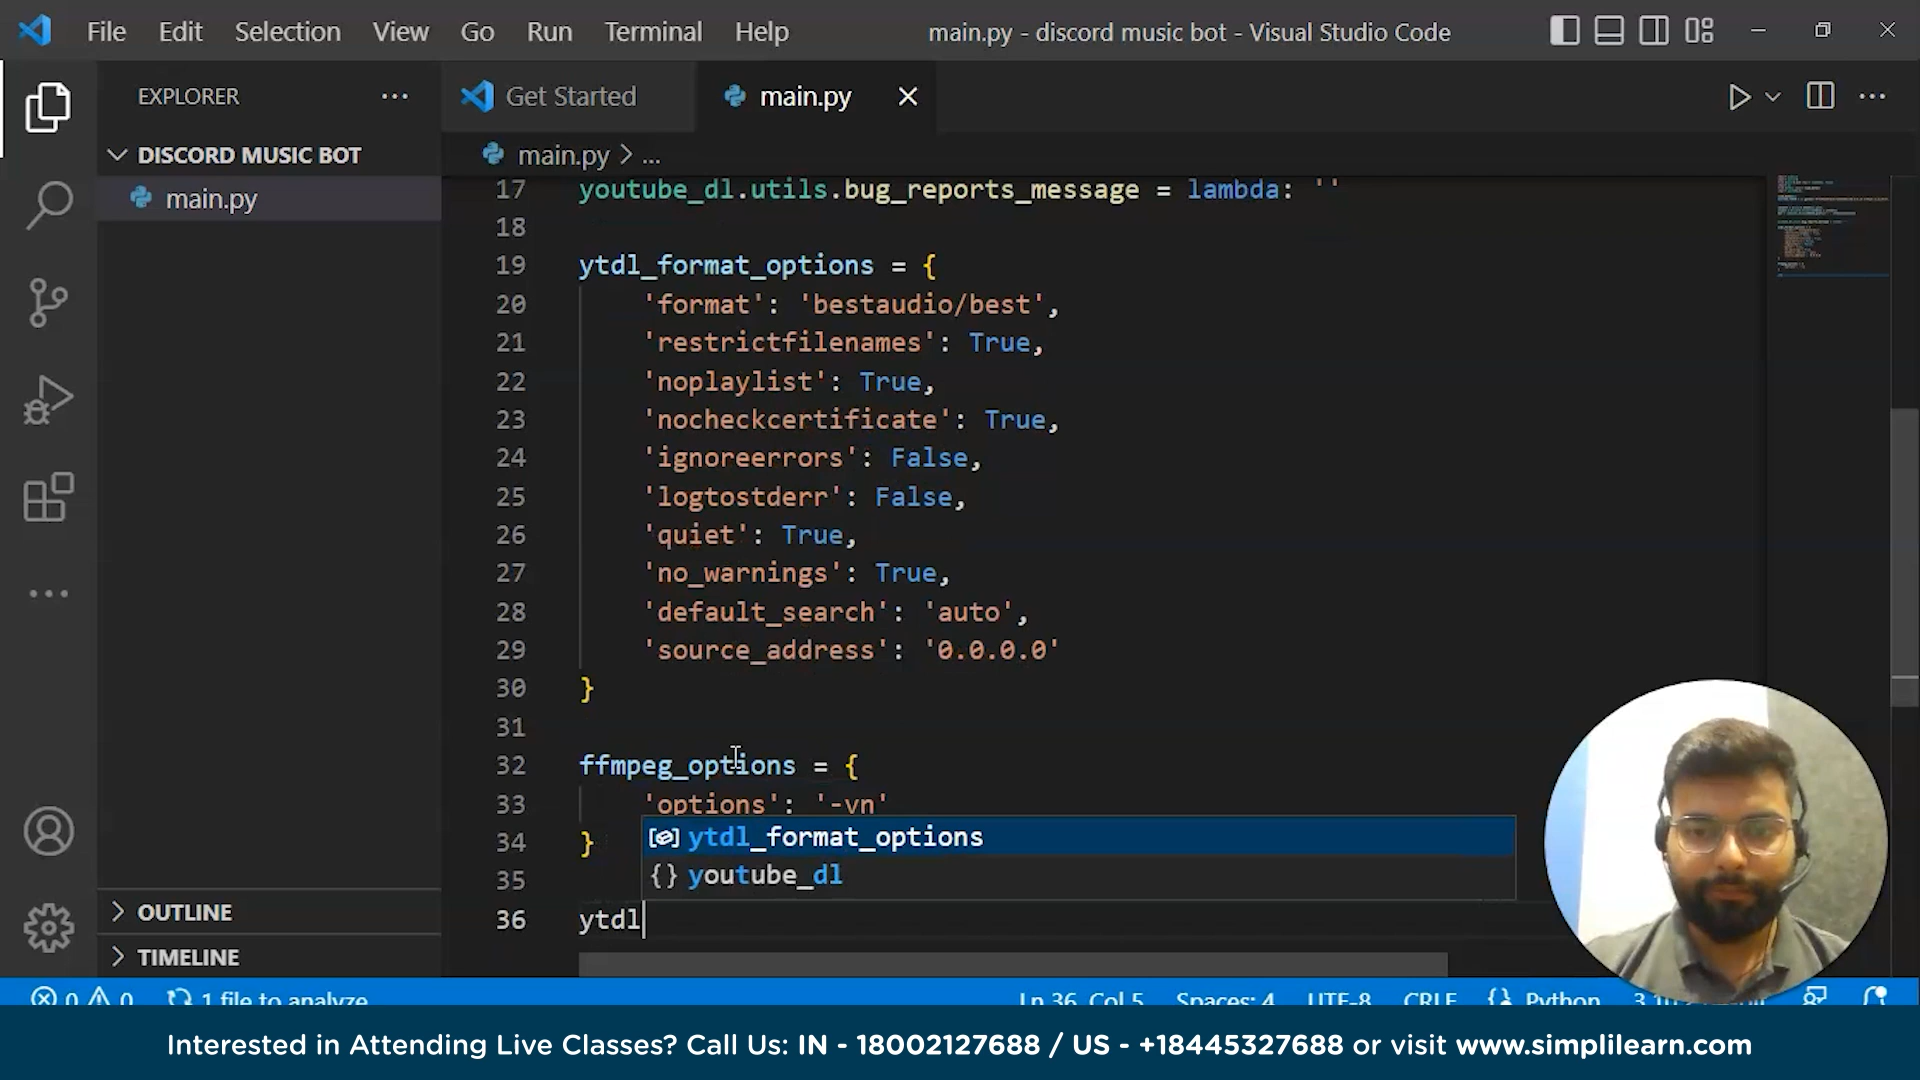 File Edit Selection View Go Run Terminal Help main.py - discord music bot - Visual Studio Code
EXPLORER
Get Started
main.py
DISCORD MUSIC BOT
main.py
main.py > ...
17 youtube_dl.utils.bug_reports_message = lambda: ''
18
19 ytdl_format_options = {
20 'format': 'bestaudio/best',
21 'restrictfilenames': True,
22 'noplaylist': True,
23 'nocheckcertificate': True,
24 'ignoreerrors': False,
25 'logtostderr': False,
26 'quiet': True,
27 'no_warnings': True,
28 'default_search': 'auto',
29 'source_address': '0.0.0.0'
30 }
31
32 ffmpeg_options = {
33 'options': '-vn'
34 }
ytdl_format_options
35
{} youtube_dl
36 ytdl
OUTLINE
TIMELINE
0 0 1 file to analyze Ln 36, Col 5 Spaces: 4 UTF-8 CRLF Python
Interested in Attending Live Classes? Call Us: IN - 18002127688 / US - +18445327688 or visit www.simplilearn.com